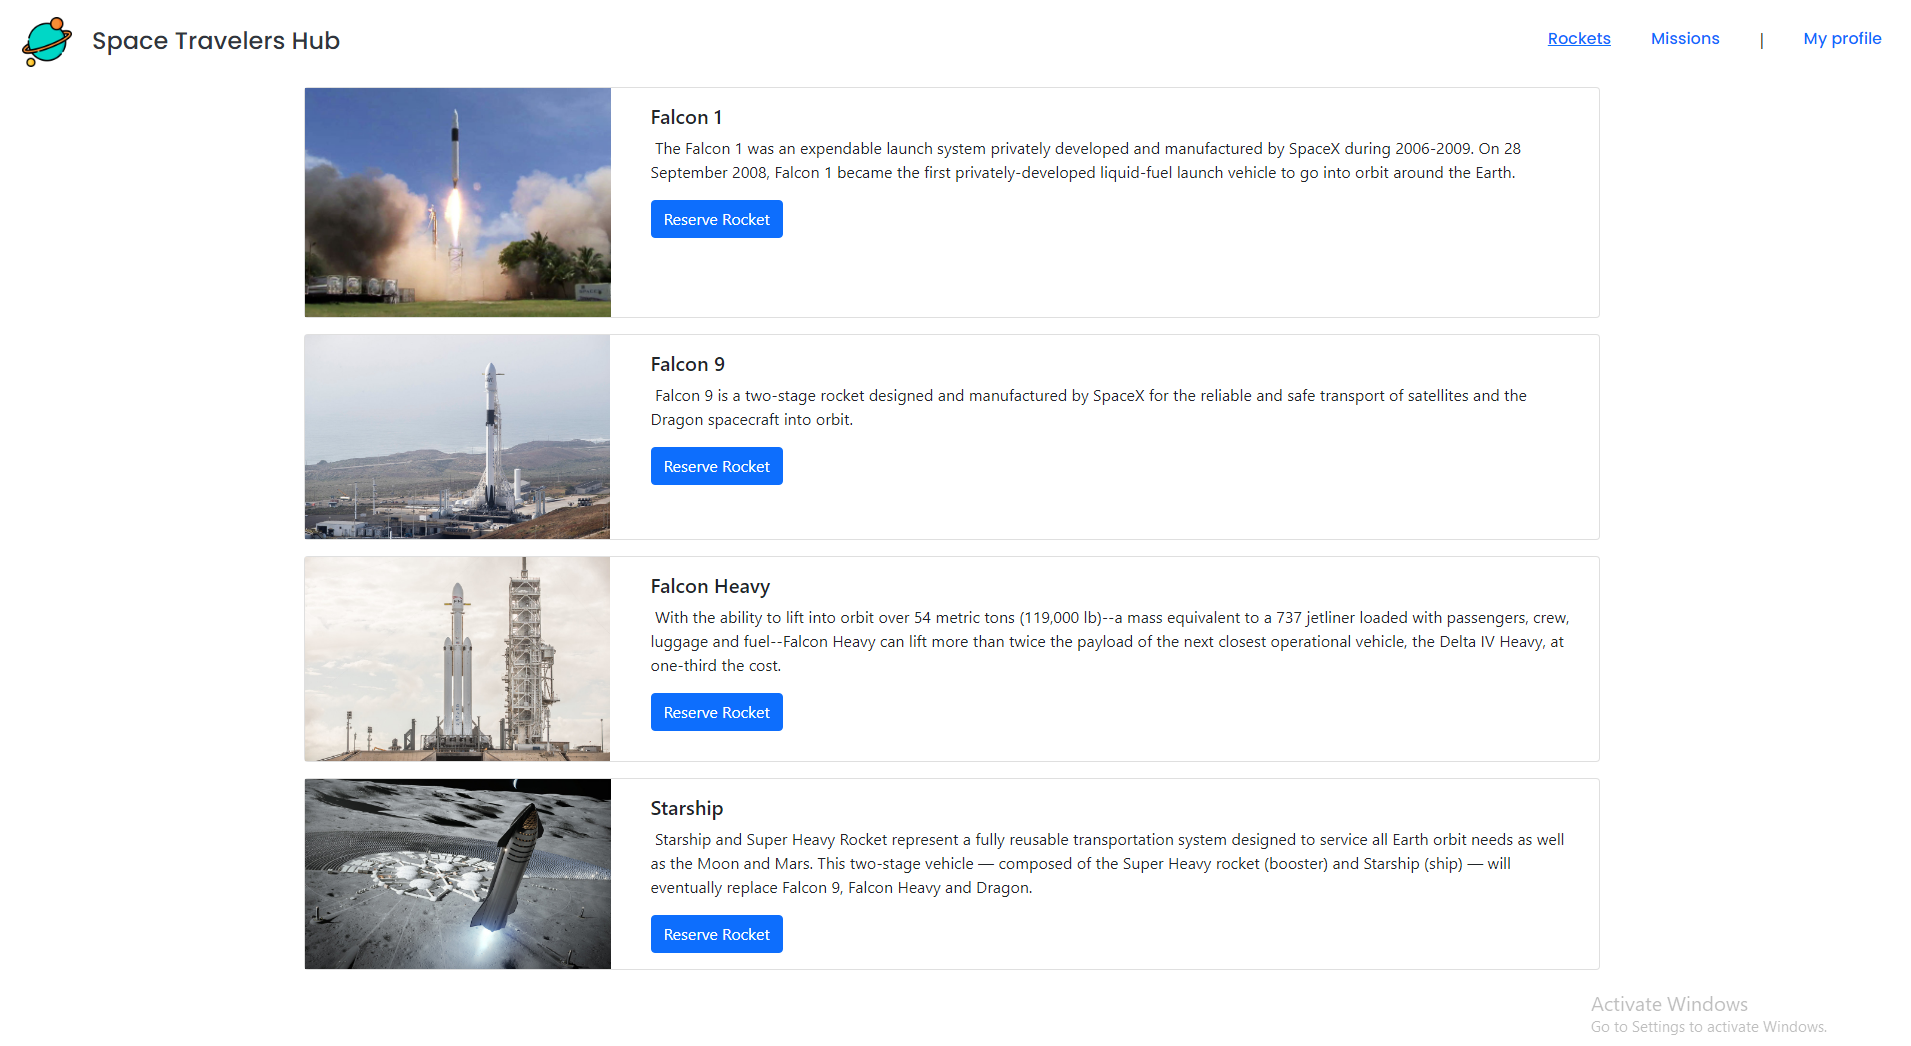 Space Travelers Hub
Rockets Missions | My profile
Falcon 1
The Falcon 1 was an expendable launch system privately developed and manufactured by SpaceX during 2006-2009. On 28
September 2008, Falcon 1 became the first privately-developed liquid-fuel launch vehicle to go into orbit around the Earth.
Reserve Rocket
Falcon 9
Falcon 9 is a two-stage rocket designed and manufactured by SpaceX for the reliable and safe transport of satellites and the
Dragon spacecraft into orbit.
Reserve Rocket
Falcon Heavy
With the ability to lift into orbit over 54 metric tons (119,000 lb)--a mass equivalent to a 737 jetliner loaded with passengers, crew,
luggage and fuel--Falcon Heavy can lift more than twice the payload of the next closest operational vehicle, the Delta IV Heavy, at
one-third the cost.
Reserve Rocket
Starship
Starship and Super Heavy Rocket represent a fully reusable transportation system designed to service all Earth orbit needs as well
as the Moon and Mars. This two-stage vehicle — composed of the Super Heavy rocket (booster) and Starship (ship) — will
eventually replace Falcon 9, Falcon Heavy and Dragon.
Reserve Rocket
Activate Windows
Go to Settings to activate Windows.